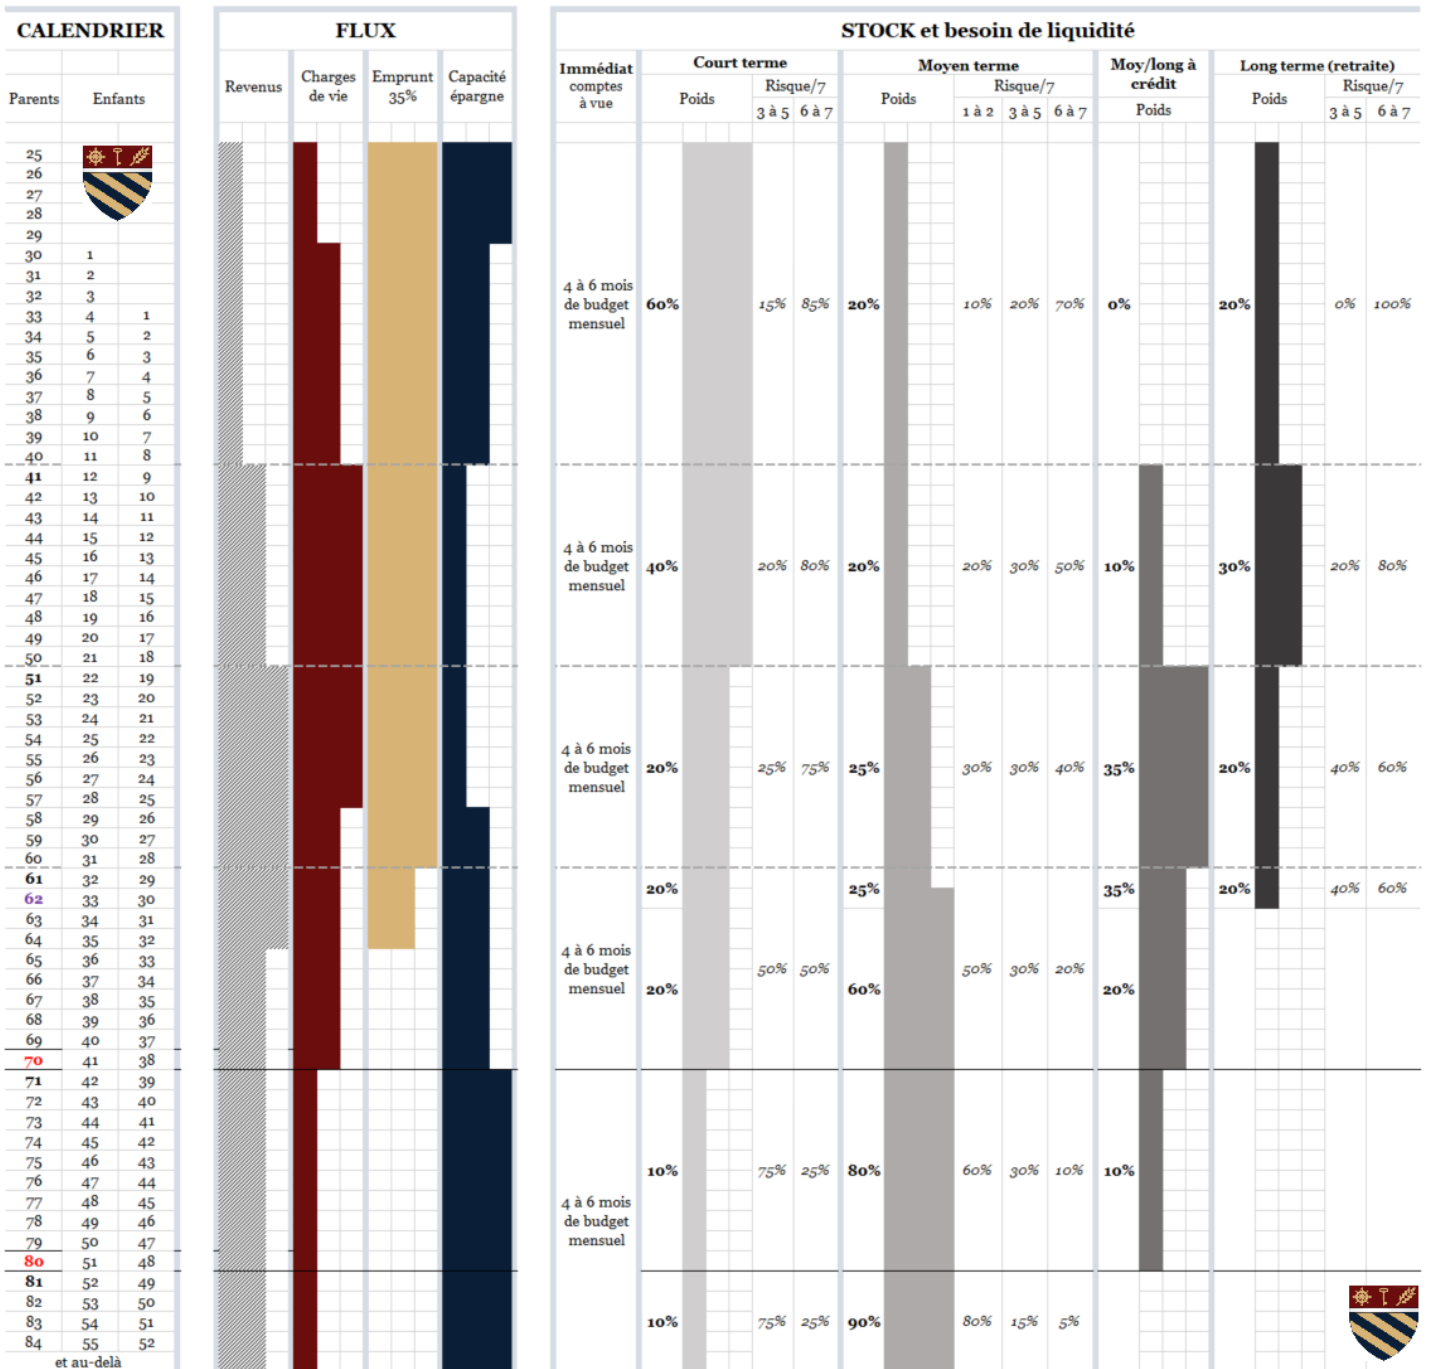 CALENDRIER FLUX STOCK et besoin de liquidité
Immédiat Court terme Moyen terme Moy/long à Long terme (retraite)
Revenus Charges Emprunt Capacité comptes Risque/7 Risque/7 crédit Risque/7
Parents Enfants de vie 35% épargne à vue Poids Poids Poids Poids
3 à 5 6 à 7 1 à 2 3 à 5 6 à 7 3 à 5 6 à 7
25
26
27
28
29
30 1
31 2
32 3
33 4 1
34 5 2
35 6 3
36 7 4
37 8 5
38 9 6
39 10 7
40 11 8
4 à 6 mois
de budget 60% 15% 85% 20% 10% 20% 70% 0% 20% 0% 100%
mensuel
41 12 9
42 13 10
43 14 11
44 15 12
45 16 13
46 17 14
47 18 15
48 19 16
49 20 17
50 21 18
4 à 6 mois
de budget 40% 20% 80% 20% 20% 30% 50% 10% 30% 20% 80%
mensuel
51 22 19
52 23 20
53 24 21
54 25 22
55 26 23
56 27 24
57 28 25
58 29 26
59 30 27
60 31 28
4 à 6 mois
de budget 20% 25% 75% 25% 30% 30% 40% 35% 20% 40% 60%
mensuel
61 32 29
62 33 30
63 34 31
64 35 32
65 36 33
66 37 34
67 38 35
68 39 36
69 40 37
70 41 38
20% 25% 35% 20% 40% 60%
4 à 6 mois
de budget 50% 50% 50% 30% 20%
mensuel 20% 60% 20%
71 42 39
72 43 40
73 44 41
74 45 42
75 46 43
76 47 44
77 48 45
78 49 46
79 50 47
80 51 48
10% 75% 25% 80% 60% 30% 10% 10%
4 à 6 mois
de budget
mensuel
81 52 49
82 53 50
83 54 51
84 55 52
et au-delà
10% 75% 25% 90% 80% 15% 5%